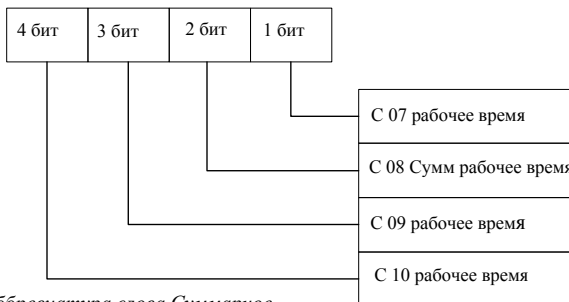 4 бит 3 бит 2 бит 1 бит
С 07 рабочее время
С 08 Сумм рабочее время
С 09 рабочее время
С 10 рабочее время
слова Суммарное